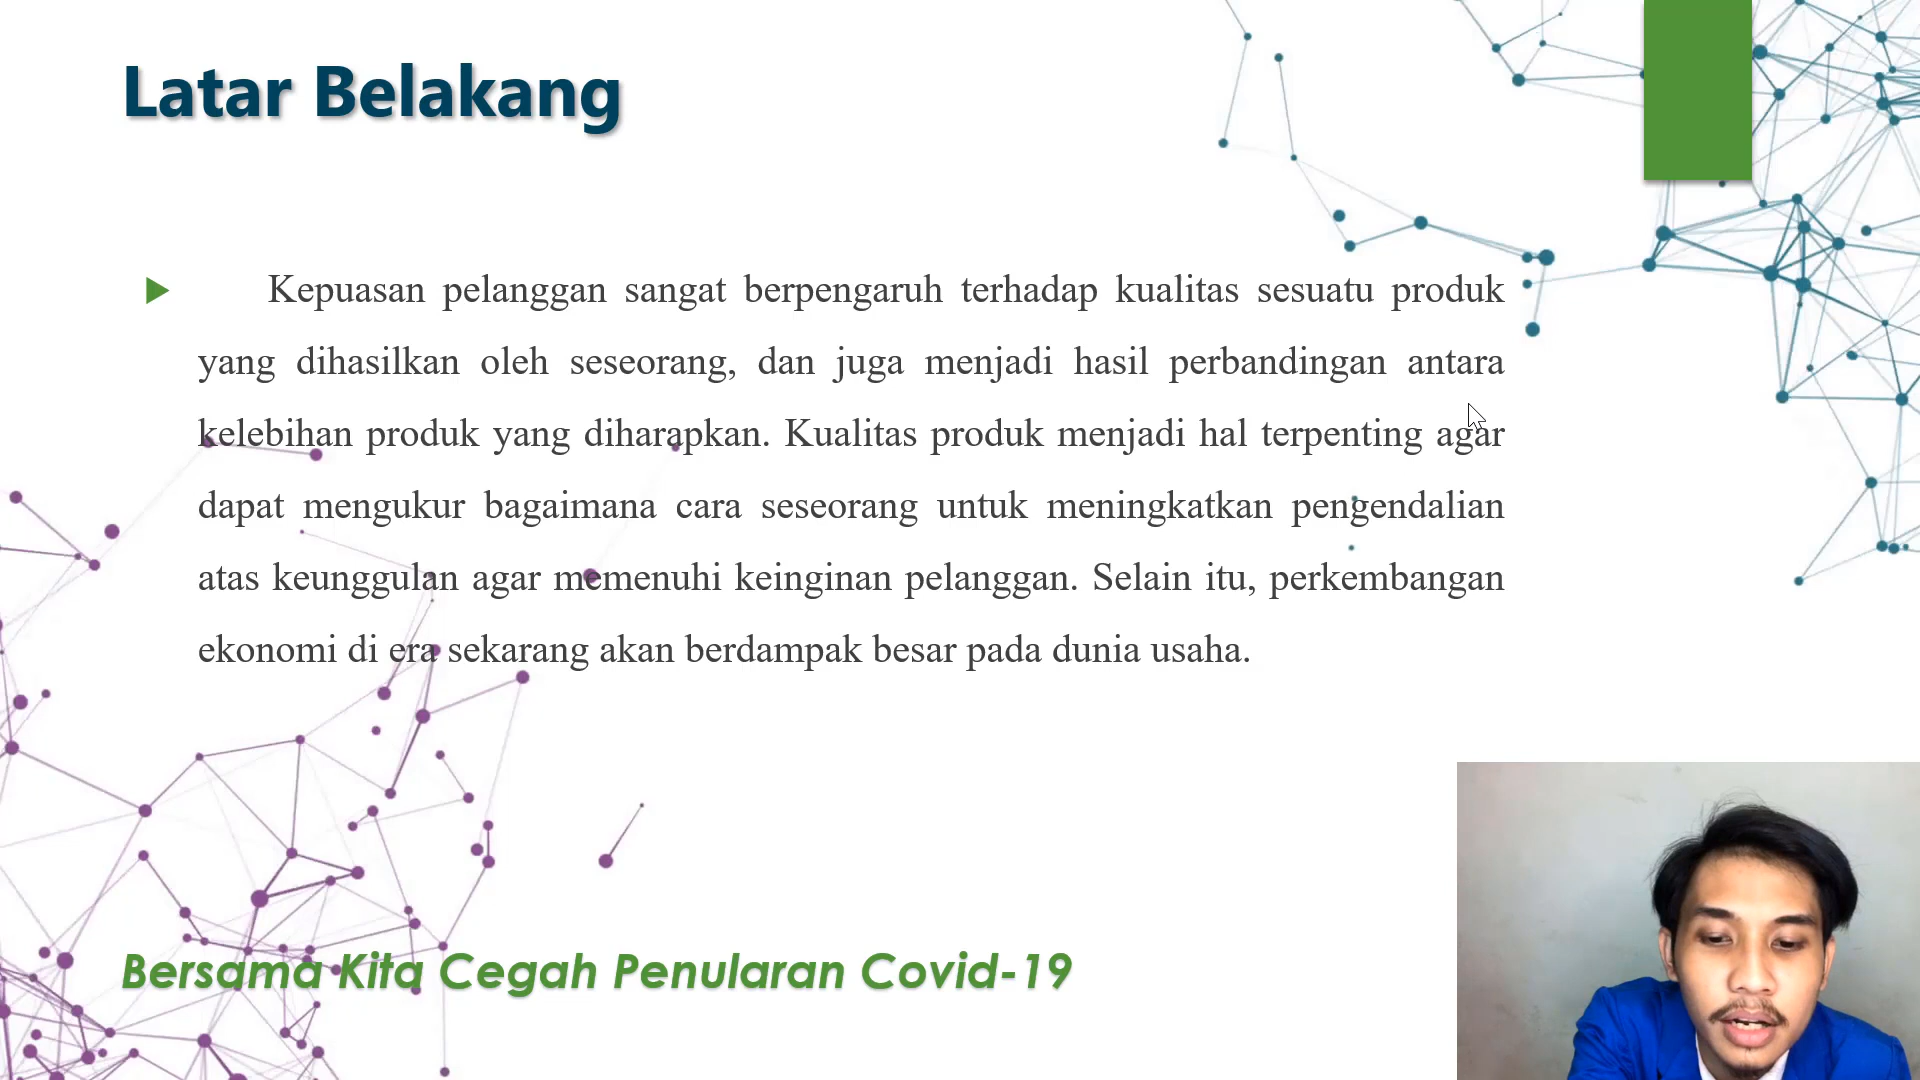 Latar Belakang
Kepuasan pelanggan sangat berpengaruh terhadap kualitas sesuatu produk
yang dihasilkan oleh seseorang, dan juga menjadi hasil perbandingan antara
kelebihan produk yang diharapkan. Kualitas produk menjadi hal terpenting agar
dapat mengukur bagaimana cara seseorang untuk meningkatkan pengendalian
atas keunggulan agar memenuhi keinginan pelanggan. Selain itu, perkembangan
ekonomi di era sekarang akan berdampak besar pada dunia usaha.
Bersama Kita Cegah Penularan Covid-19